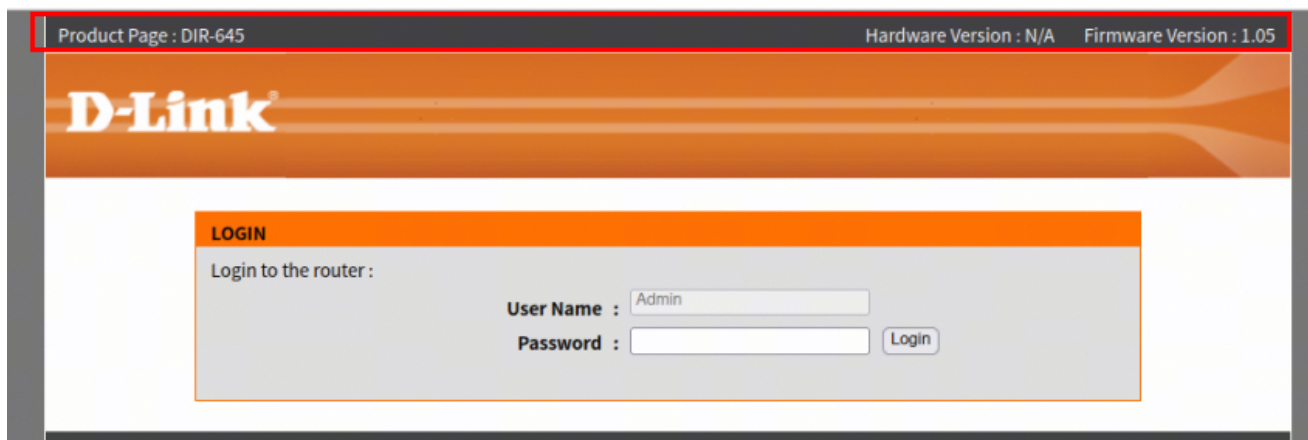 Product Page : DIR-645 Hardware Version : N/A Firmware Version : 1.05
D-Link®
LOGIN
Login to the router :
User Name : Admin
Password : Login